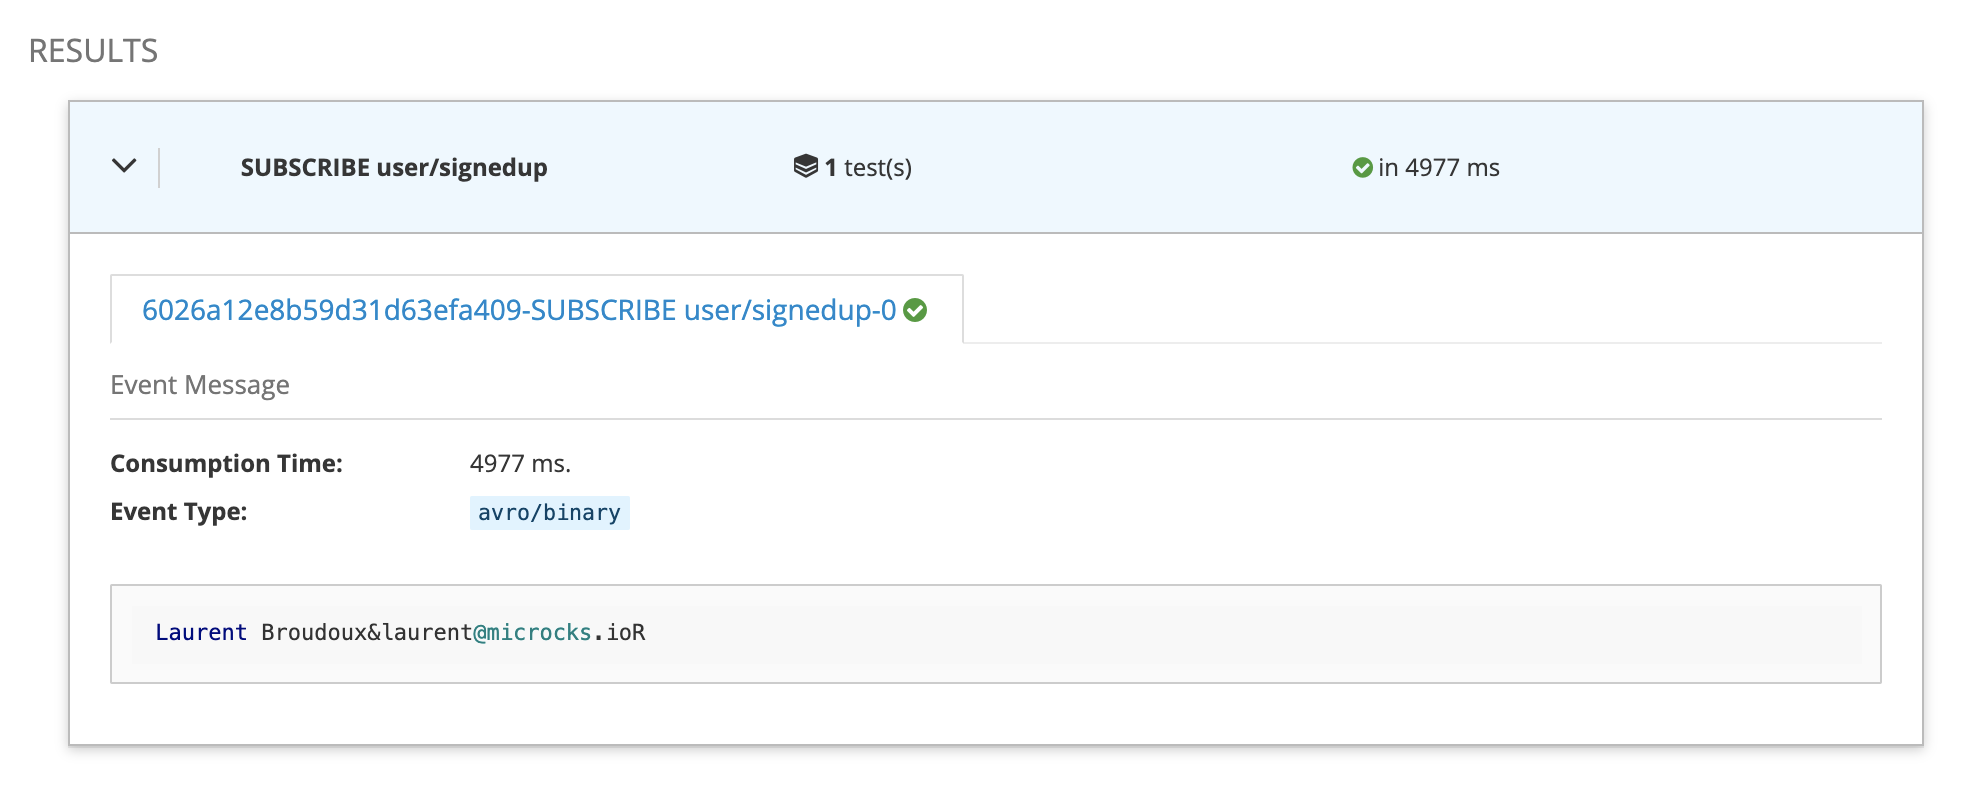 RESULTS
SUBSCRIBE user/signedup 1 test(s) in 4977 ms
6026a12e8b59d31d63efa409-SUBSCRIBE user/signedup-0
Event Message
Consumption Time: 4977 ms.
Event Type: avro/binary
Laurent Broudoux&laurent@microcks.ioR